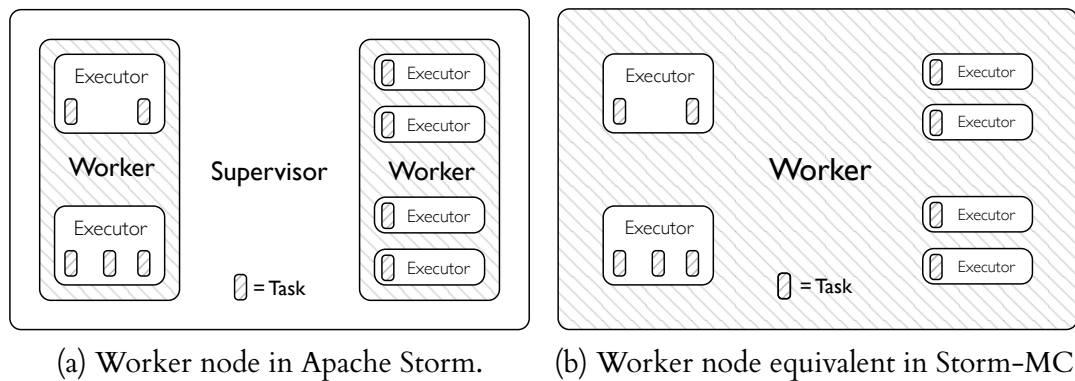 Executor
Worker
Executor
Supervisor
= Task
Executor
Executor
Worker
Executor
Executor
(a) Worker node in Apache Storm.
Executor
Executor
Worker
= Task
Executor
Executor
Executor
Executor
(b) Worker node equivalent in Storm-MC